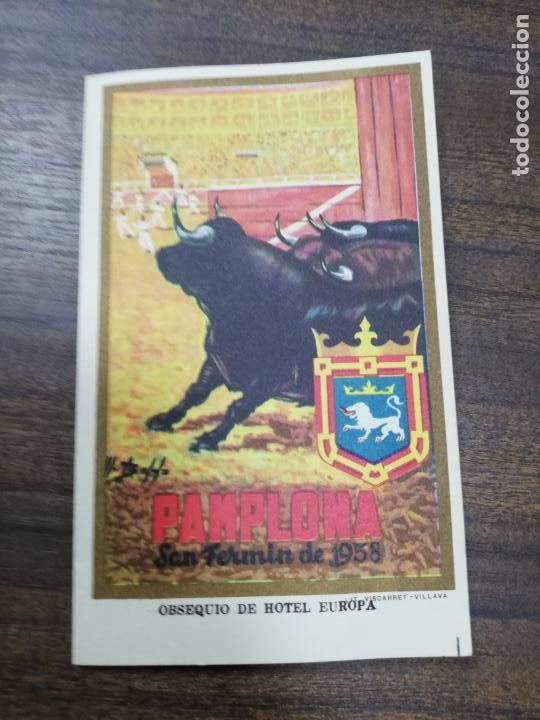 PAMPLONA
San Fermin de 1958
LIT. VISCARRET - VILLAVA
OBSEQUIO DE HOTEL EUROPA
todocoleccion